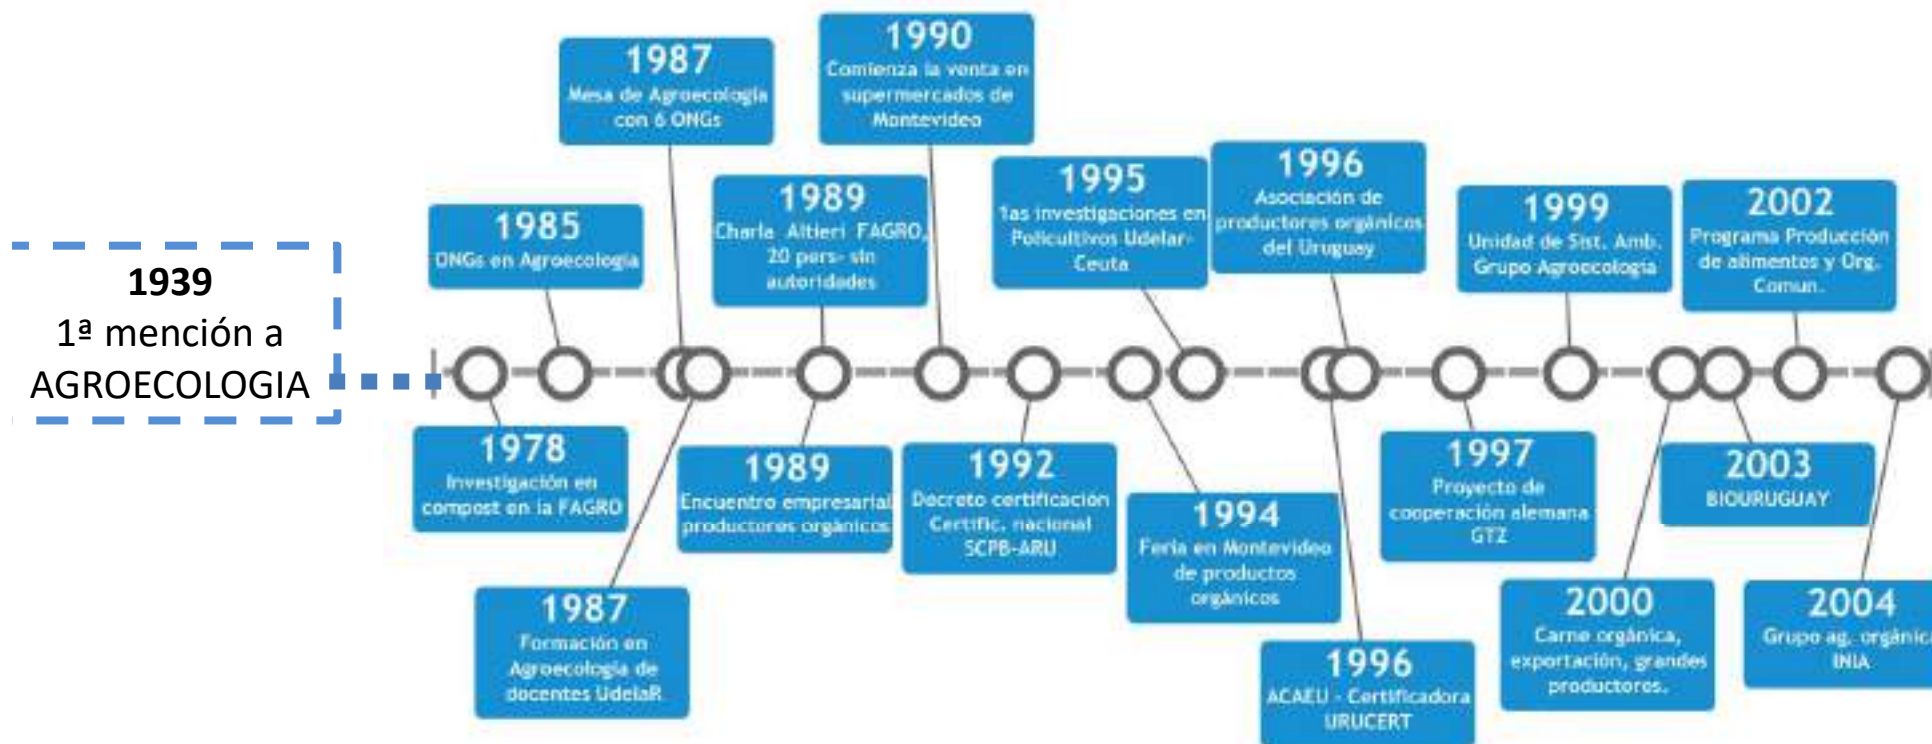 1939
1ª mención a
AGROECOLOGIA
1978
Investigación en
compost en la FAGRO
1985
ONGs en Agroecología
1987
Mesa de Agroecología
con 6 ONGs
1987
Formación en
Agroecología de
docentes UdelaR
1989
Charla Altieri FAGRO,
20 pers- sin
autoridades
1989
Encuentro empresarial
productores orgánicos
1990
Comienza la venta en
supermercados de
Montevideo
1992
Decreto certificación
Certific. nacional
SCPB-ARU
1995
1as investigaciones en
Policultivos Udelar-
Ceuta
1994
Feria en Montevideo
de productos
orgánicos
1996
Asociación de
productores orgánicos
del Uruguay
1996
ACAEU - Certificadora
URUCERT
1997
Proyecto de
cooperación alemana
GTZ
1999
Unidad de Sist. Amb.
Grupo Agroecología
2000
Carne orgánica,
exportación, grandes
productores.
2003
BIOURUGUAY
2002
Programa Producción
de alimentos y Org.
Comun.
2004
Grupo ag. orgánica
INIA